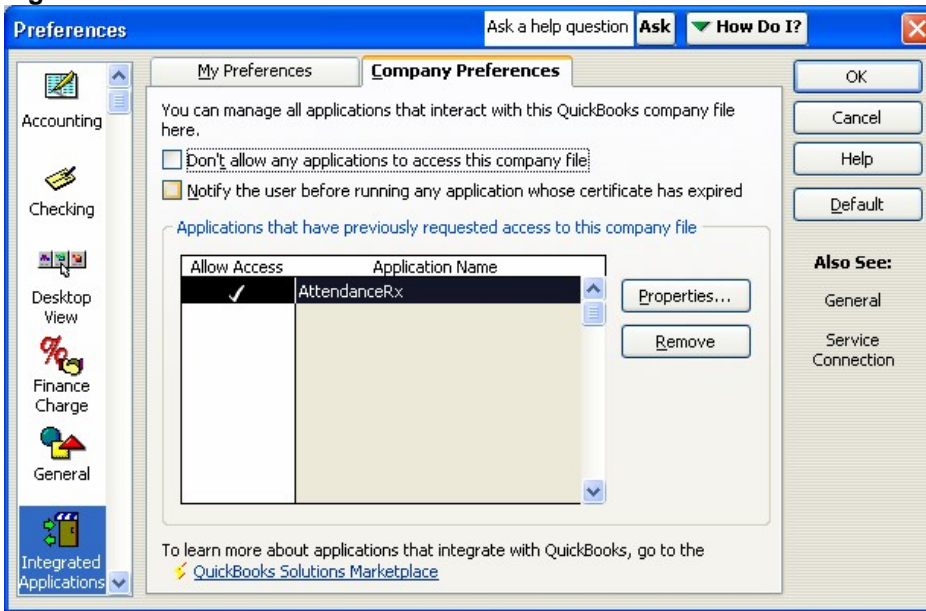 Preferences
Ask a help question Ask How Do I?
My Preferences Company Preferences
You can manage all applications that interact with this QuickBooks company file
here.
Don't allow any applications to access this company file
Notify the user before running any application whose certificate has expired
Applications that have previously requested access to this company file
Allow Access Application Name
AttendanceRx
Properties...
Remove
To learn more about applications that integrate with QuickBooks, go to the
QuickBooks Solutions Marketplace
Accounting
Checking
Desktop
View
Finance
Charge
General
Integrated
Applications
OK
Cancel
Help
Default
Also See:
General
Service
Connection